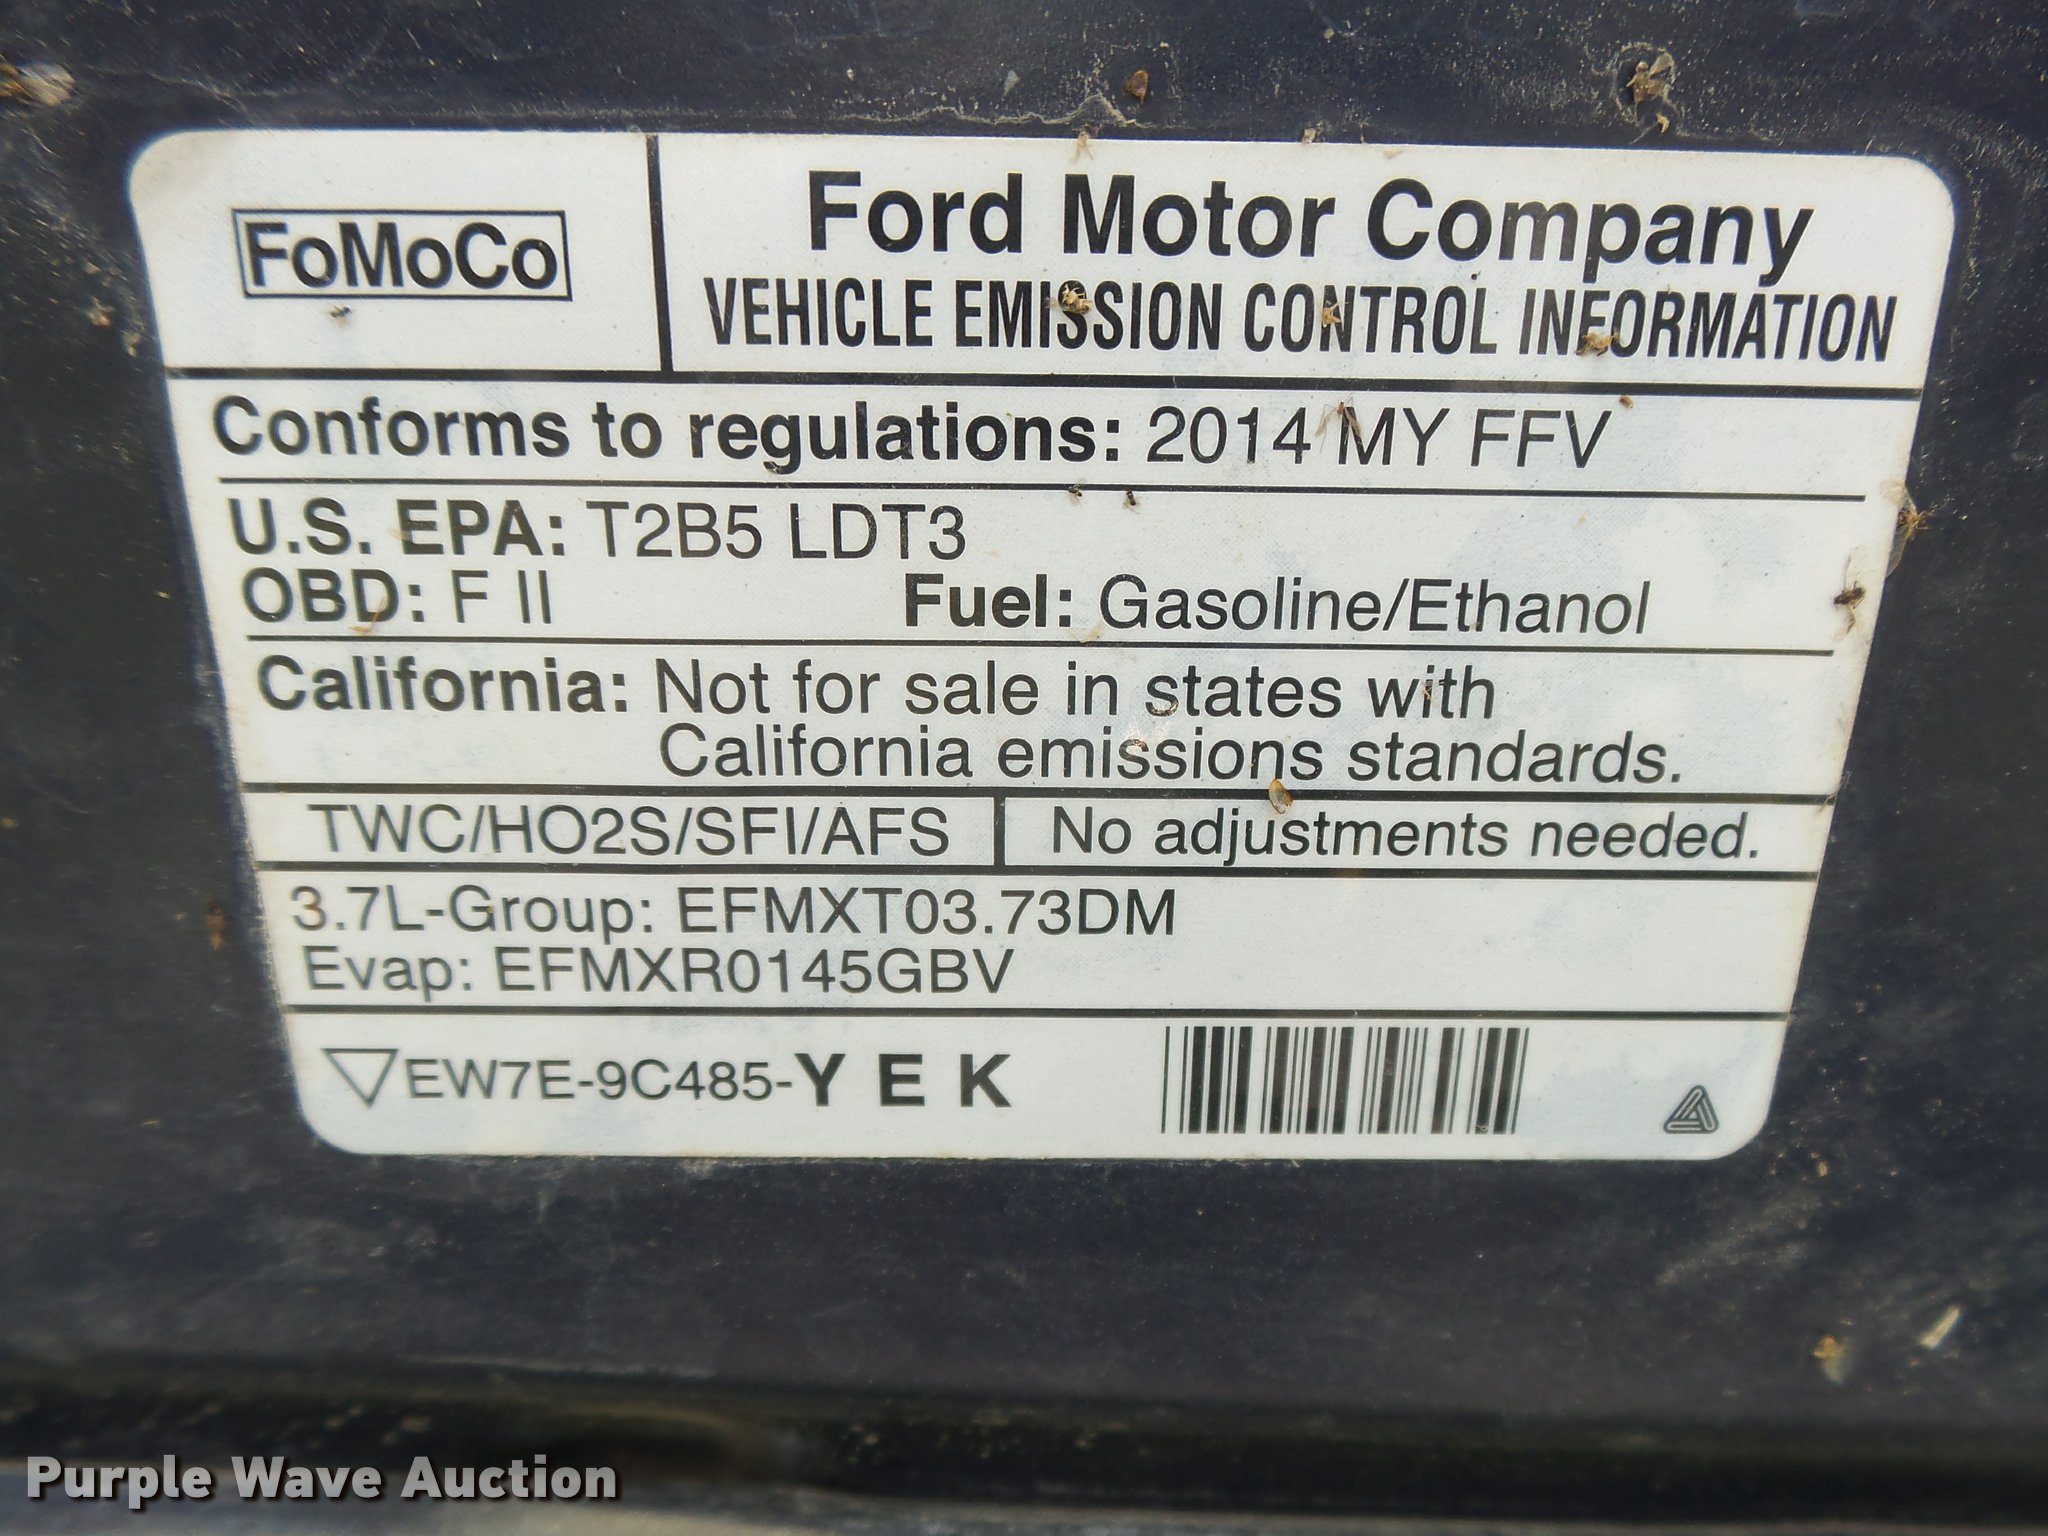 FoMoCo
Ford Motor Company
VEHICLE EMISSION CONTROL INFORMATION
Conforms to regulations: 2014 MY FFV
U.S. EPA: T2B5 LDT3
OBD: F II Fuel: Gasoline/Ethanol
California: Not for sale in states with
California emissions standards.
TWC/HO2S/SFI/AFS No adjustments needed.
3.7L-Group: EFMXT03.73DM
Evap: EFMXR0145GBV
EW7E-9C485-YEK
Purple Wave Auction